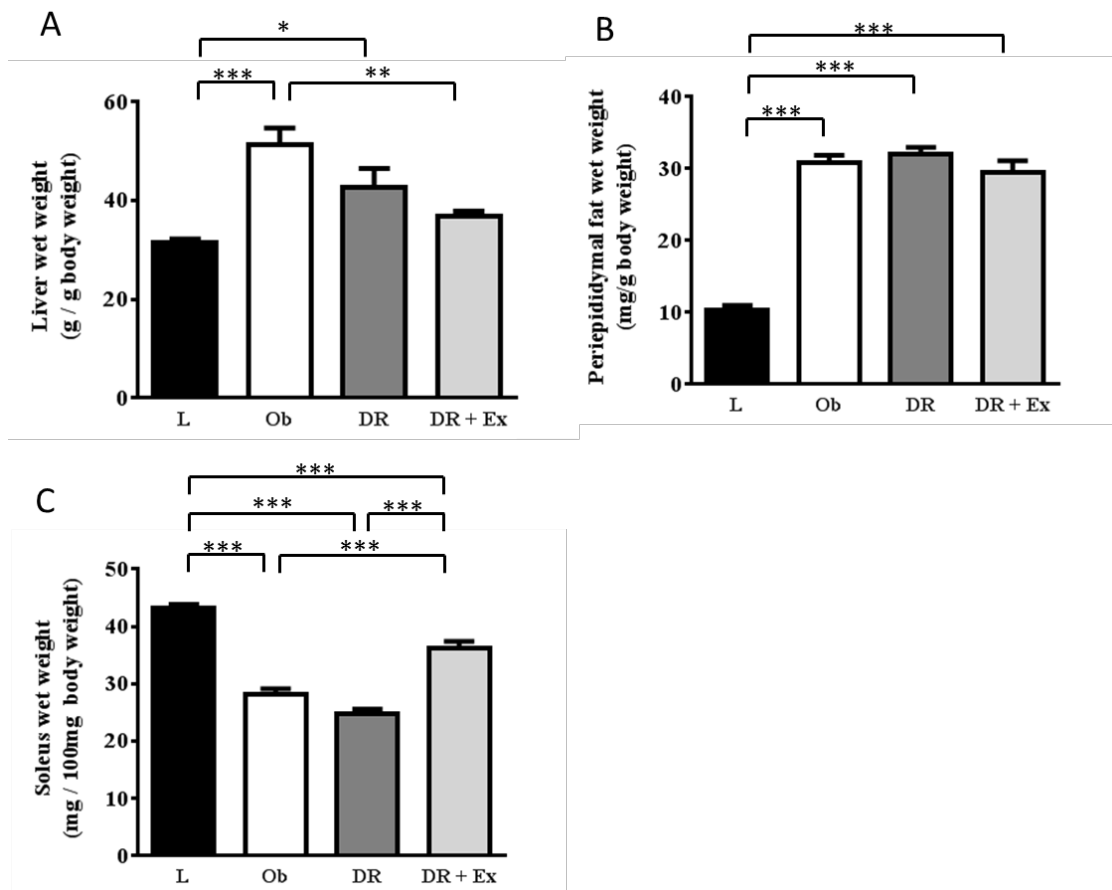 A
*
***
**
Liver wet weight
(g / g body weight)
60
40
20
0
L Ob DR DR + Ex
B
***
***
***
Periepididymal fat wet weight
(mg/g body weight)
40
30
20
10
0
L Ob DR DR + Ex
C
***
***
***
***
***
Soleus wet weight
(mg / 100mg body weight)
50
40
30
20
10
0
L Ob DR DR + Ex